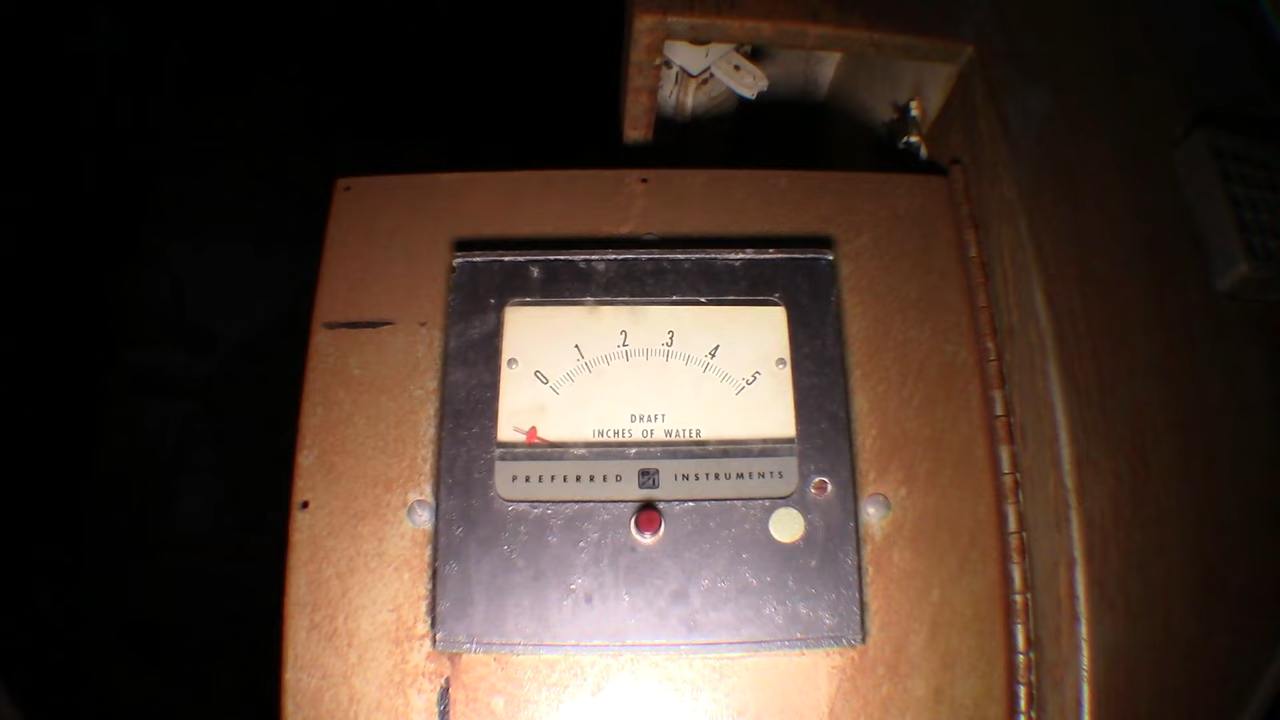 0 .1 .2 .3 .4 .5
DRAFT
INCHES OF WATER
PREFERRED INSTRUMENTS